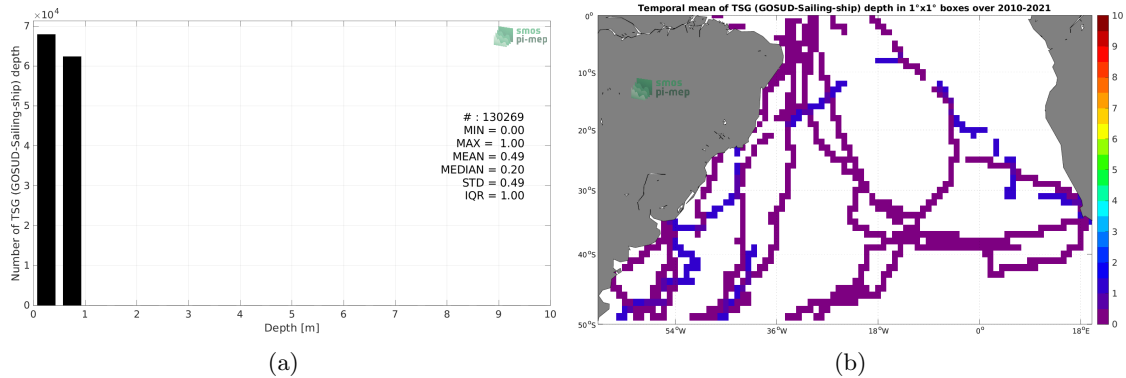 ×10⁴
7
6
5
4
3
2
1
0
Number of TSG (GOSUD-Sailing-ship) depth
0 1 2 3 4 5 6 7 8 9 10
Depth [m]
smos
pi-mep
# : 130269
MIN = 0.00
MAX = 1.00
MEAN = 0.49
MEDIAN = 0.20
STD = 0.49
IQR = 1.00
(a)
Temporal mean of TSG (GOSUD-Sailing-ship) depth in 1°x1° boxes over 2010-2021
0°
10°S
20°S
30°S
40°S
50°S
54°W 36°W 18°W 0° 18°E
smos
pi-mep
10
9
8
7
6
5
4
3
2
1
0
(b)